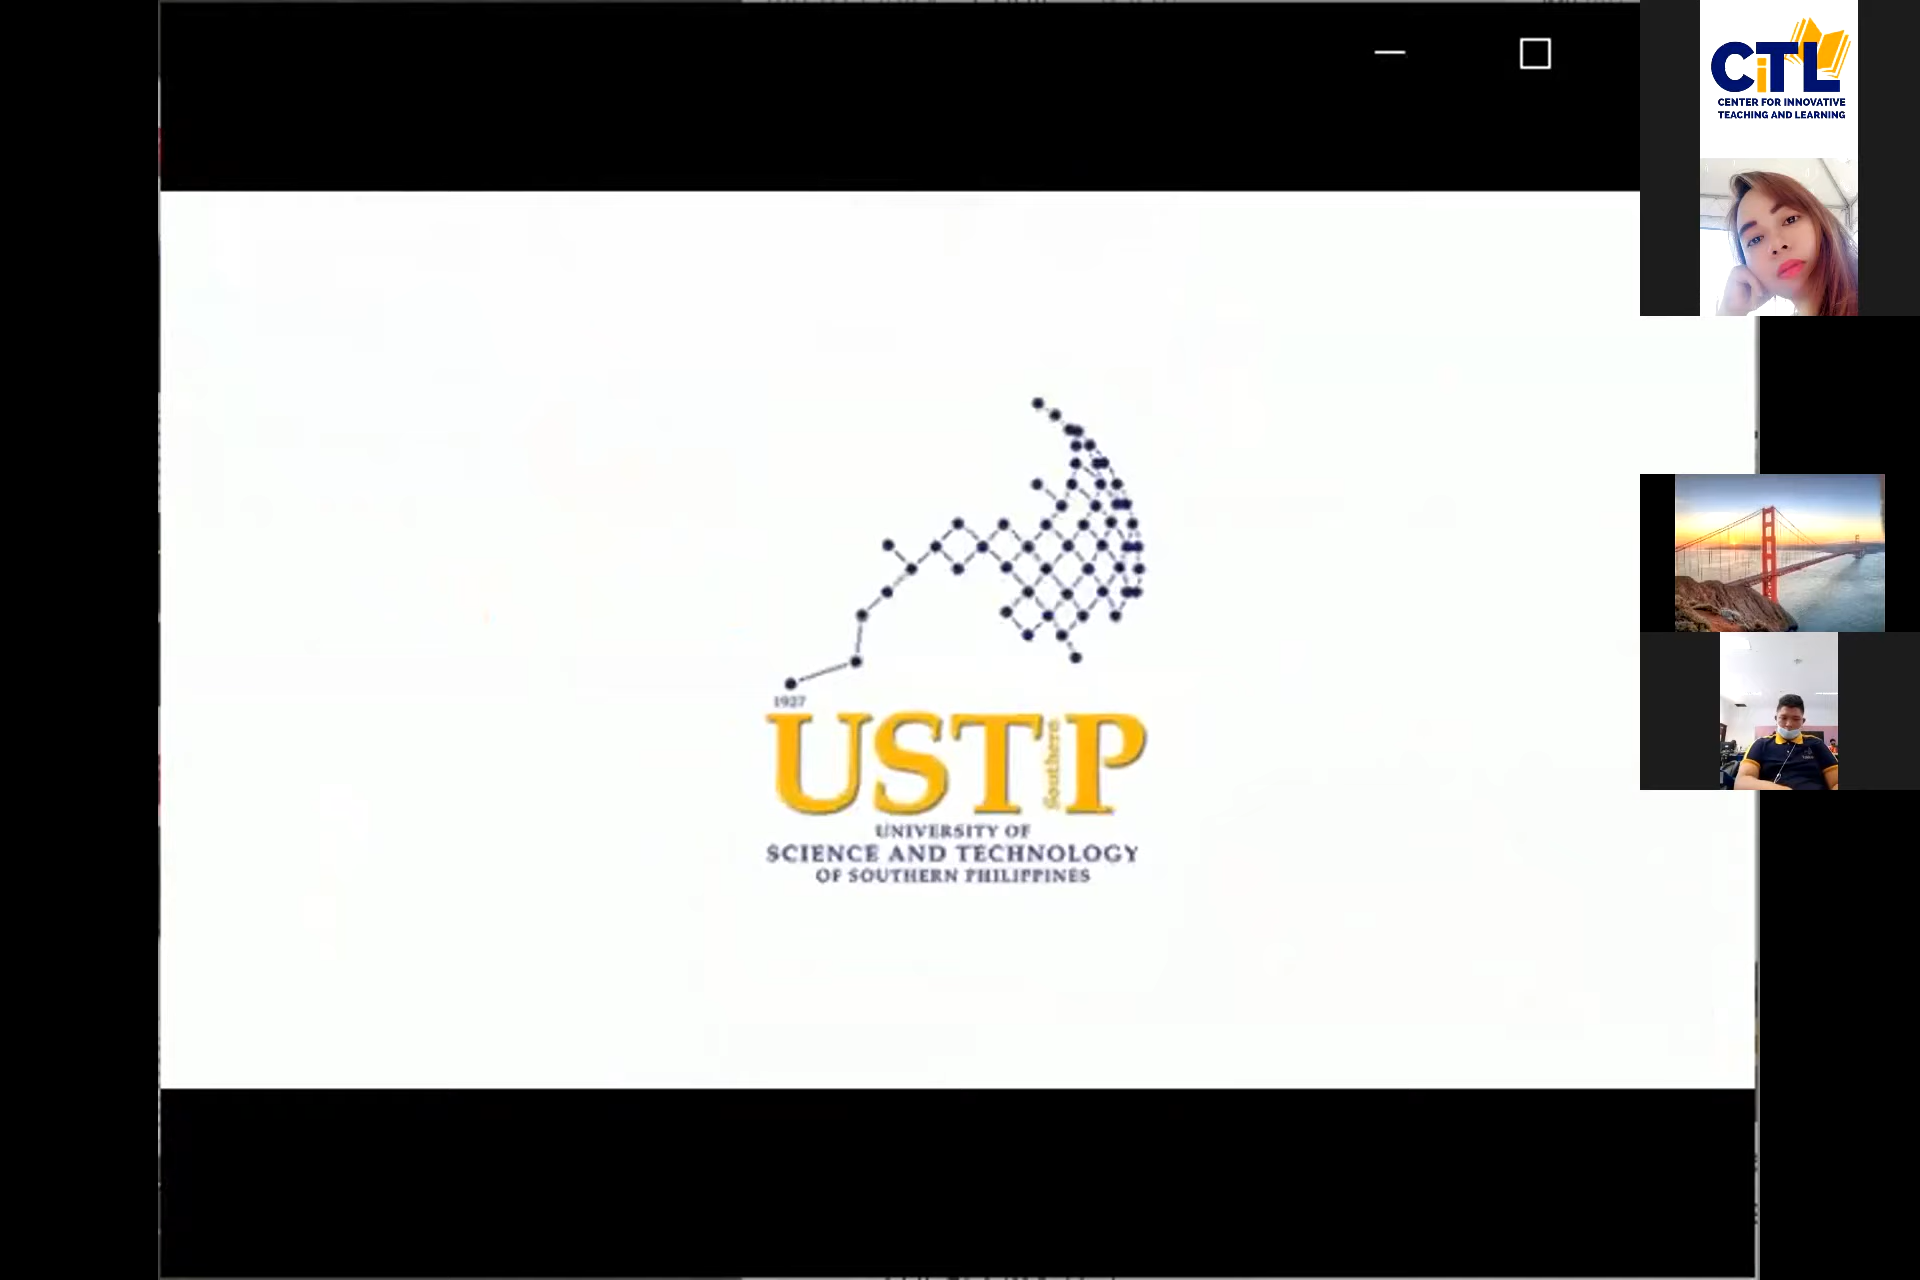 CiTL
CENTER FOR INNOVATIVE
TEACHING AND LEARNING
1927
USTP
Southern
UNIVERSITY OF
SCIENCE AND TECHNOLOGY
OF SOUTHERN PHILIPPINES